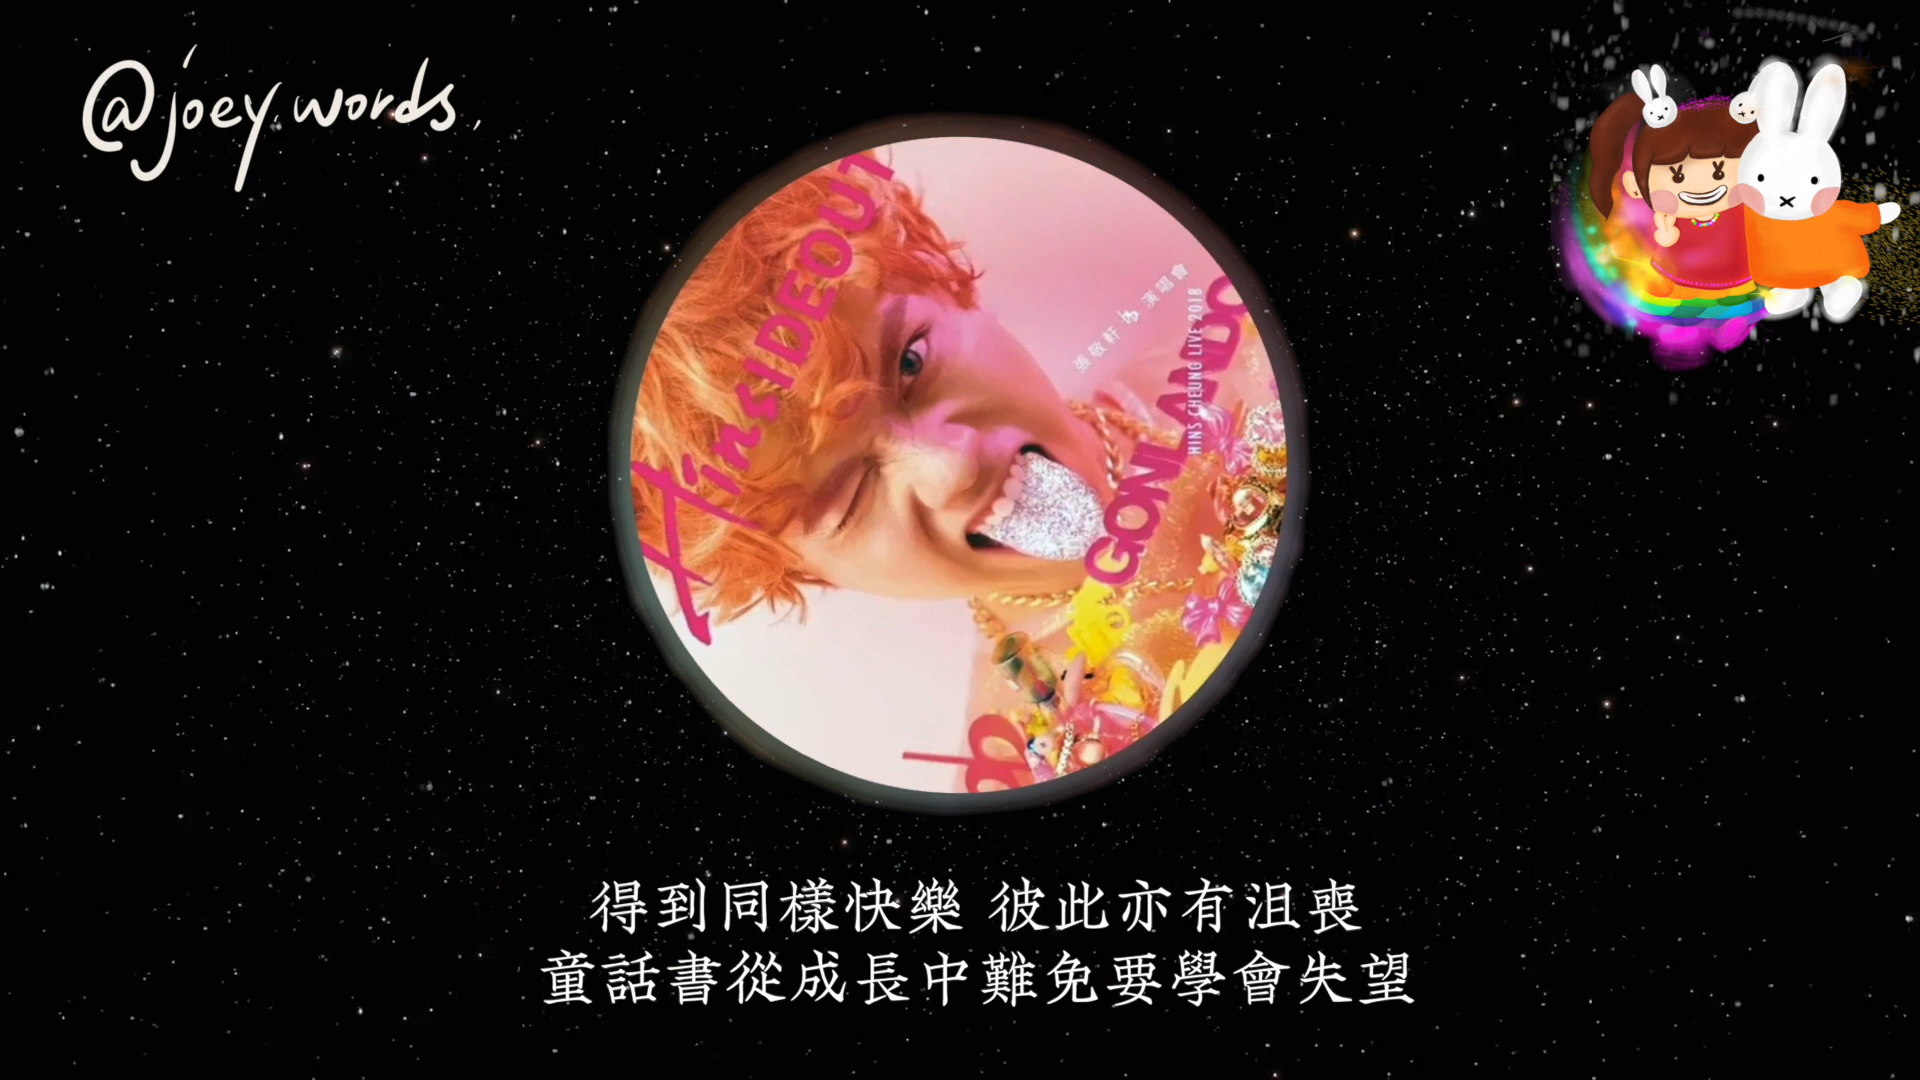 @joey.words.
HinsIDEOUT
張敬軒 演唱會
HINS CHEUNG LIVE 2018
得到同樣快樂 彼此亦有沮喪
童話書從成長中難免要學會失望